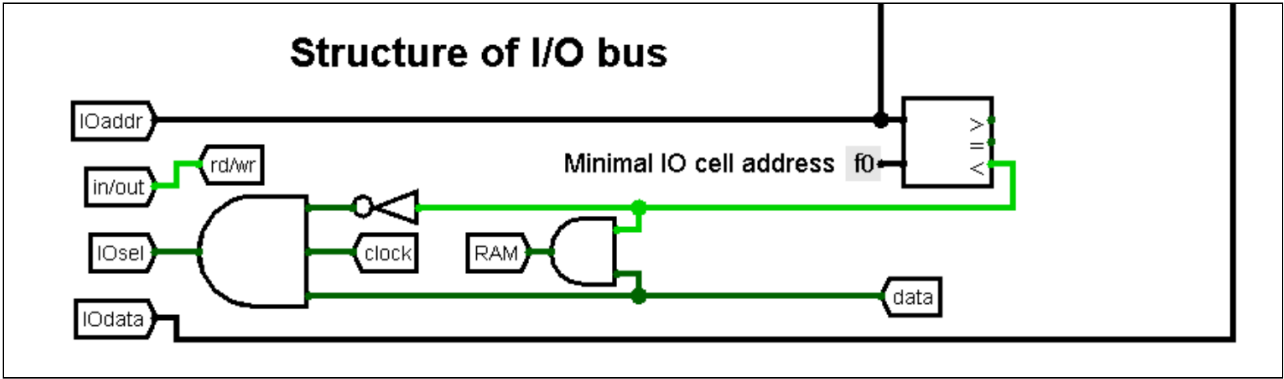 Structure of I/O bus
IOaddr
>
=
<
Minimal IO cell address f0
rd/wr
in/out
IOsel
clock
RAM
data
IOdata